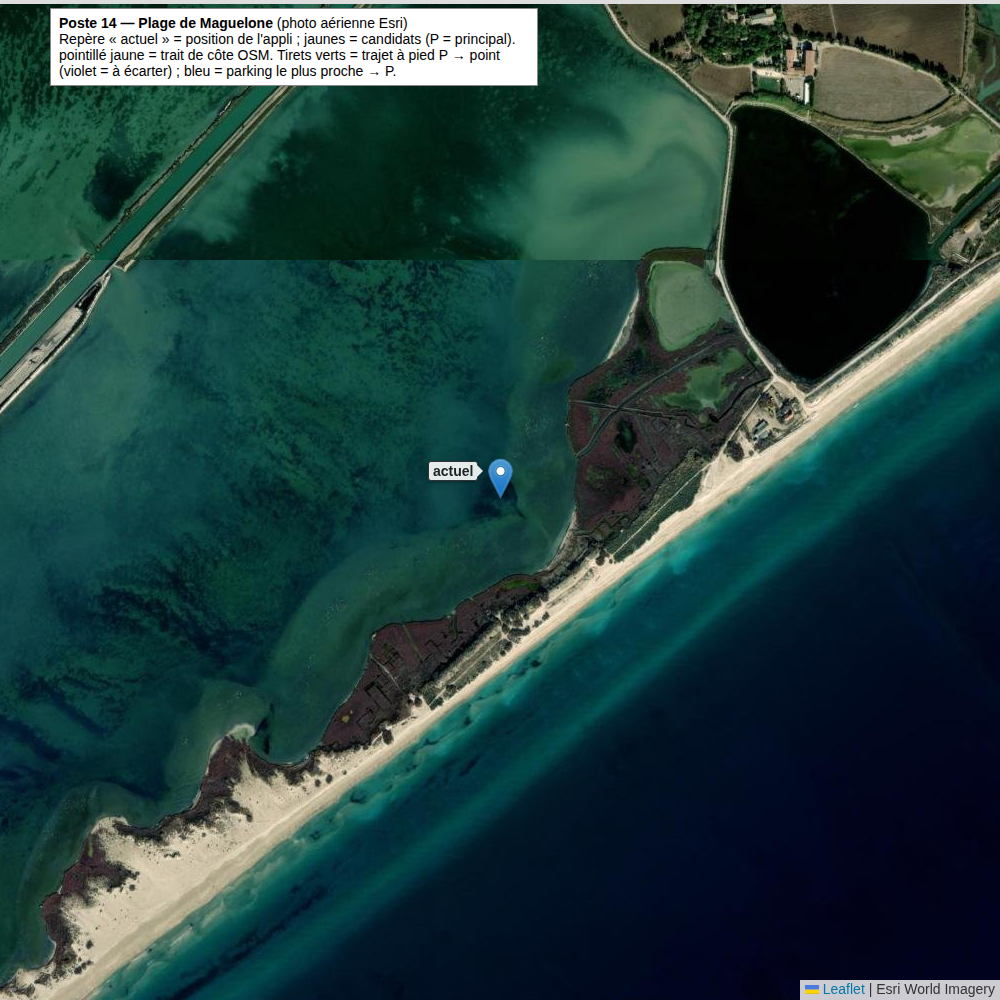 Poste 14 — Plage de Maguelone (photo aérienne Esri)
Repère « actuel » = position de l'appli ; jaunes = candidats (P = principal).
pointillé jaune = trait de côte OSM. Tirets verts = trajet à pied P → point
(violet = à écarter) ; bleu = parking le plus proche → P.
actuel
Leaflet | Esri World Imagery